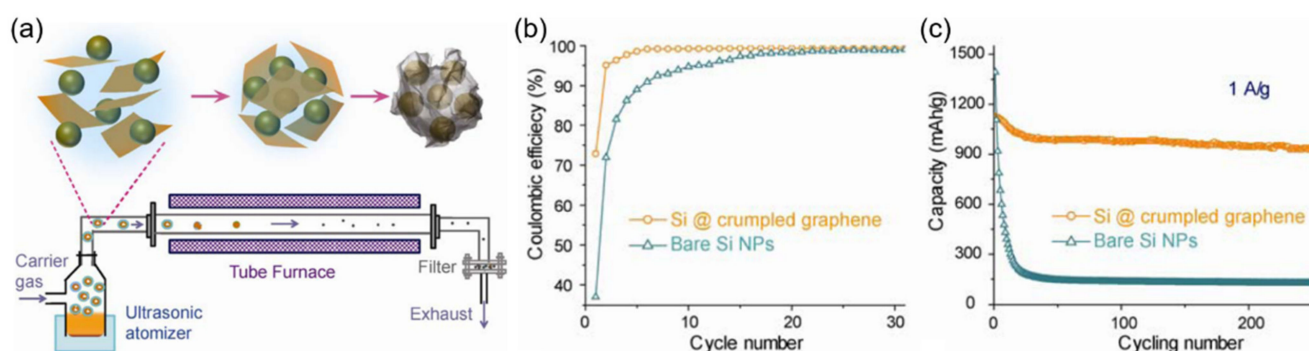 (a)
Carrier
gas
Ultrasonic
atomizer
Tube Furnace
Filter
Exhaust
(b)
Coulombic efficiecy (%)
100
90
80
70
60
50
40
Si @ crumpled graphene
Bare Si NPs
0
10
20
30
Cycle number
(c)
Capacity (mAh/g)
1500
1200
900
600
300
0
1 A/g
Si @ crumpled graphene
Bare Si NPs
0
100
200
Cycling number